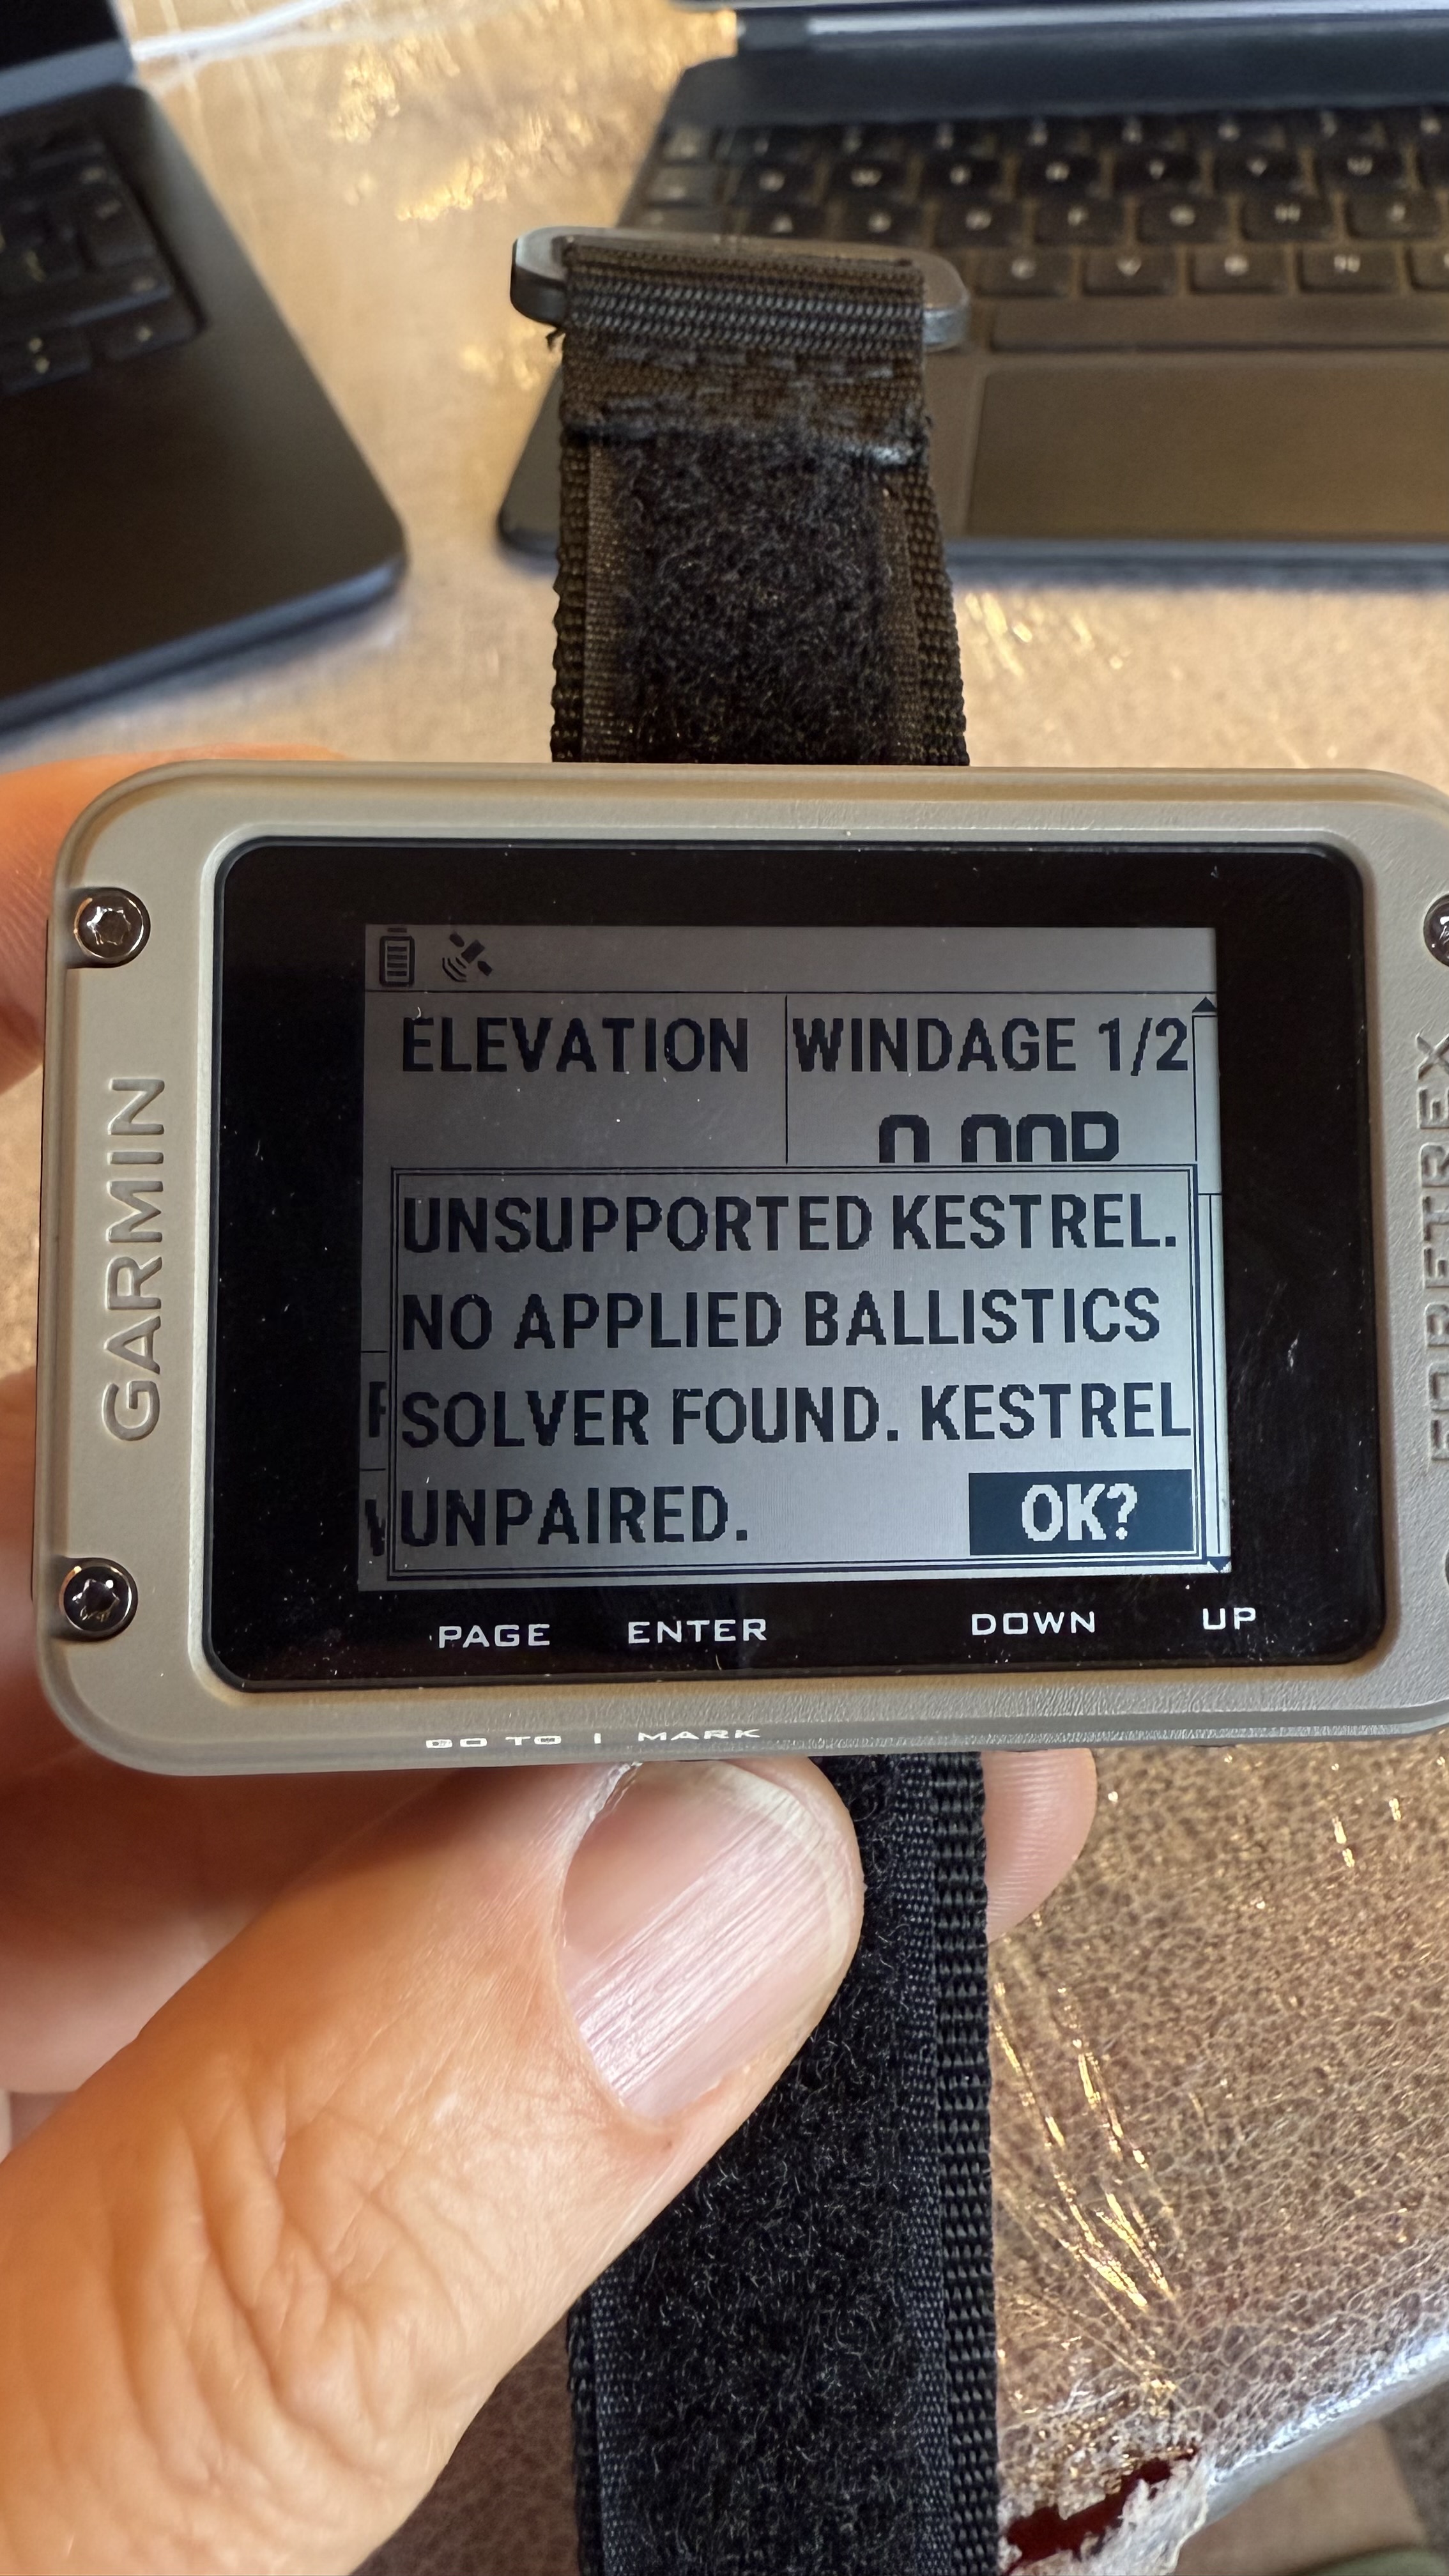 GARMIN
ELEVATION
WINDAGE 1/2
UNSUPPORTED KESTREL.
NO APPLIED BALLISTICS
SOLVER FOUND. KESTREL
UNPAIRED.
OK?
PAGE ENTER DOWN UP
GO TO | MARK
FORETREX